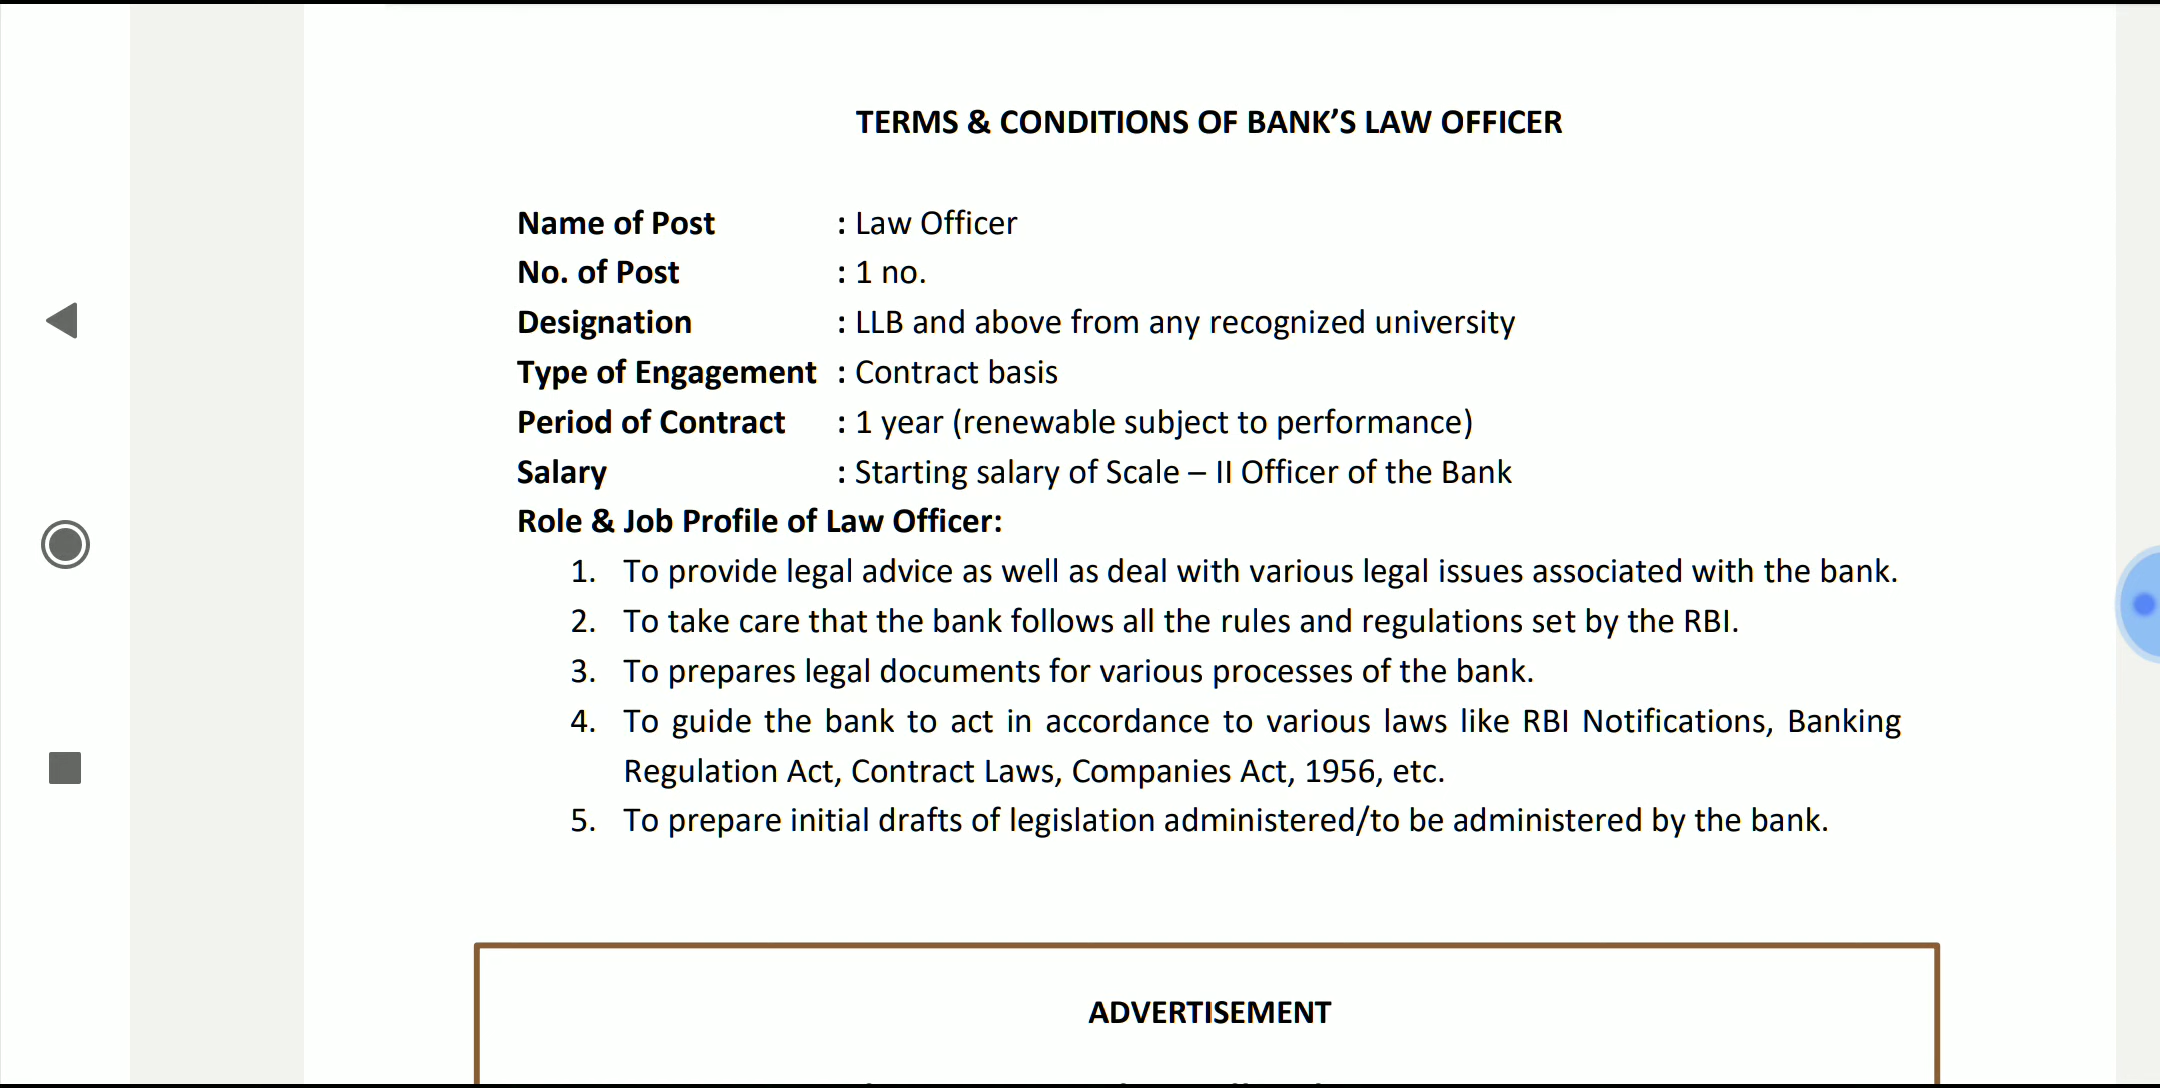 TERMS & CONDITIONS OF BANK’S LAW OFFICER
Name of Post : Law Officer
No. of Post : 1 no.
Designation : LLB and above from any recognized university
Type of Engagement : Contract basis
Period of Contract : 1 year (renewable subject to performance)
Salary : Starting salary of Scale – II Officer of the Bank
Role & Job Profile of Law Officer:
1. To provide legal advice as well as deal with various legal issues associated with the bank.
2. To take care that the bank follows all the rules and regulations set by the RBI.
3. To prepares legal documents for various processes of the bank.
4. To guide the bank to act in accordance to various laws like RBI Notifications, Banking
Regulation Act, Contract Laws, Companies Act, 1956, etc.
5. To prepare initial drafts of legislation administered/to be administered by the bank.
ADVERTISEMENT